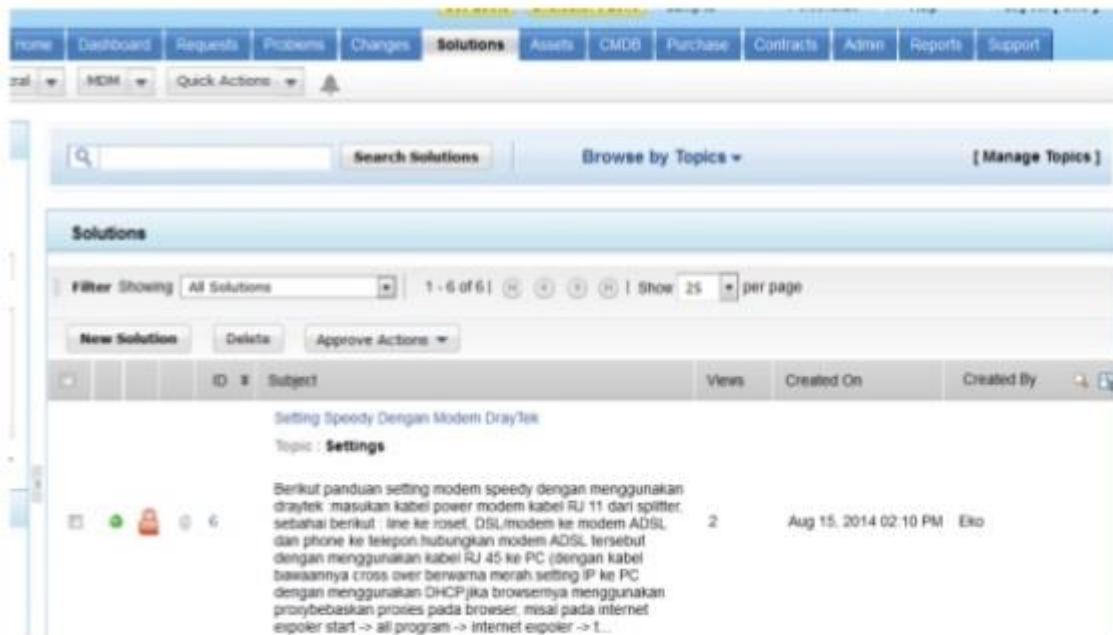 Home Dashboard Requests Problems Changes Solutions Assets CMDB Purchase Contracts Admin Reports Support
ral MDM Quick Actions
Search Solutions Browse by Topics [ Manage Topics ]
Solutions
Filter Showing All Solutions 1 - 6 of 6 | | Show 25 per page
New Solution Delete Approve Actions
ID Subject Views Created On Created By
Setting Speedy Dengan Modem DrayTek
Topic : Settings
Berikut panduan setting modem speedy dengan menggunakan
draytek :masukan kabel power modem kabel RJ 11 dari splitter,
sebahai berikut : line ke roset, DSL/modem ke modem ADSL
6 2 Aug 15, 2014 02:10 PM Eko
dan phone ke telepon.hubungkan modem ADSL tersebut
dengan menggunakan kabel RJ 45 ke PC (dengan kabel
bawaannya cross over berwarna merah.setting IP ke PC
dengan menggunakan DHCP.jika browsernya menggunakan
proxybebaskan proxies pada browser, misal pada internet
expoler start -> all program -> internet expoler -> t...